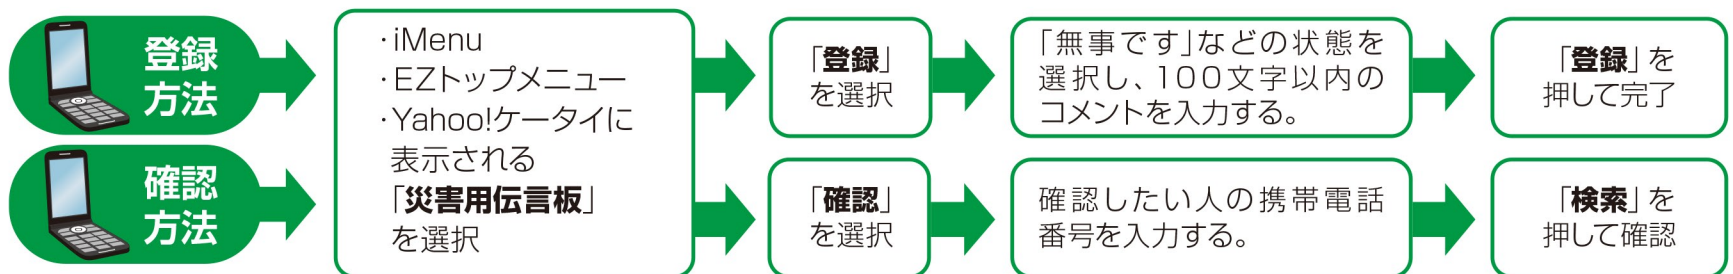 登録
方法
・iMenu
・EZトップメニュー
・Yahoo!ケータイに
表示される
「災害用伝言板」
を選択
「登録」
を選択
「無事です」などの状態を
選択し、100文字以内の
コメントを入力する。
「登録」を
押して完了
確認
方法
「確認」
を選択
確認したい人の携帯電話
番号を入力する。
「検索」を
押して確認